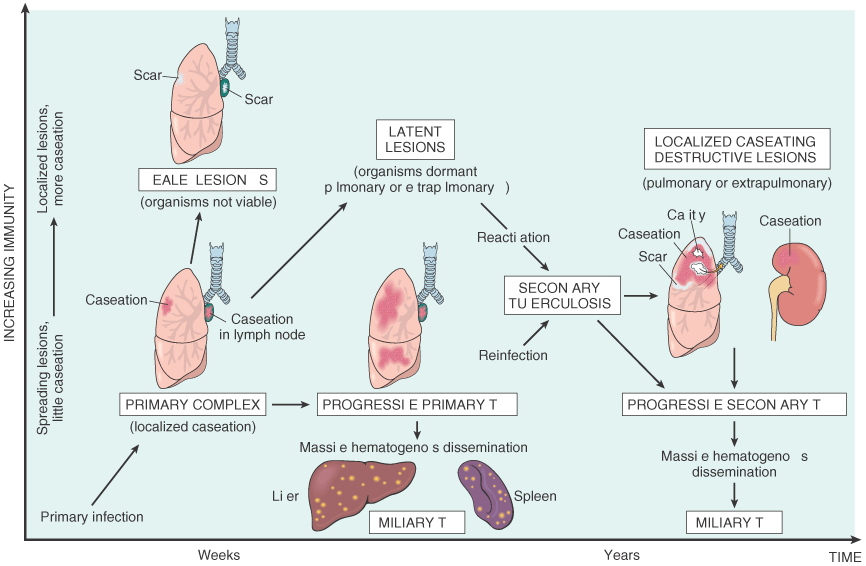 INCREASING IMMUNITY
Localized lesions,
more caseation
Spreading lesions,
little caseation
Scar
Scar
EALE LESION S
(organisms not viable)
LATENT
LESIONS
(organisms dormant
p lmonary or e trap lmonary )
LOCALIZED CASEATING
DESTRUCTIVE LESIONS
(pulmonary or extrapulmonary)
Ca it y
Caseation
Scar
Caseation
Reacti ation
SECON ARY
TU ERCULOSIS
Reinfection
Caseation
Caseation
in lymph node
PRIMARY COMPLEX
(localized caseation)
PROGRESSI E PRIMARY T
PROGRESSI E SECON ARY T
Massi e hematogeno s dissemination
Massi e hematogeno s
dissemination
Li er
Spleen
Primary infection
MILIARY T
MILIARY T
Weeks
Years
TIME